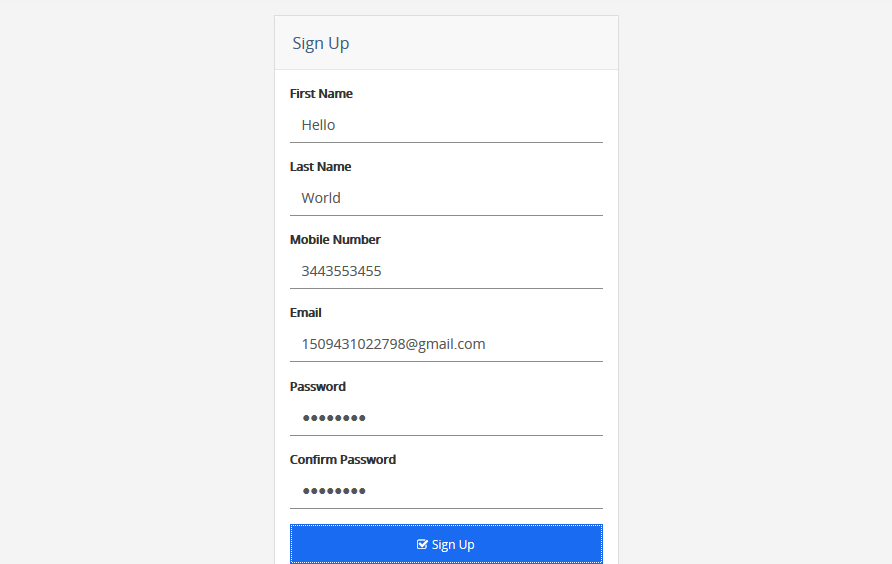 Sign Up
First Name
Hello
Last Name
World
Mobile Number
3443553455
Email
1509431022798@gmail.com
Password
●●●●●●●●
Confirm Password
●●●●●●●●
Sign Up